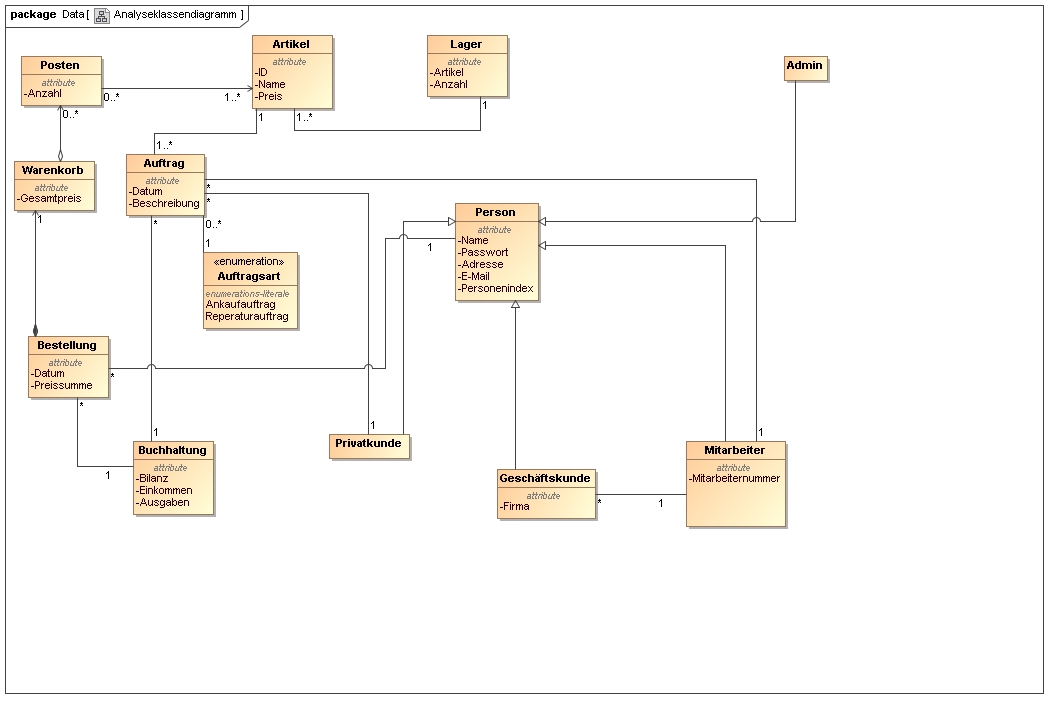 package Data [ Analyseklassendiagramm ]
Artikel
attribute
-ID
-Name
-Preis
Lager
attribute
-Artikel
-Anzahl
Admin
Posten
attribute
-Anzahl
0..*
1..*
0..*
1
1..*
1
1..*
Warenkorb
attribute
-Gesamtpreis
1
Auftrag
attribute
-Datum
-Beschreibung
*
*
*
0..*
1
«enumeration»
Auftragsart
enumerations-literale
Ankaufauftrag
Reperaturauftrag
Person
attribute
-Name
-Passwort
-Adresse
-E-Mail
-Personenindex
1
Bestellung
attribute
-Datum
-Preissumme
*
*
1
1
Buchhaltung
attribute
-Bilanz
-Einkommen
-Ausgaben
1
Privatkunde
Geschäftskunde
attribute
-Firma
*
1
1
Mitarbeiter
attribute
-Mitarbeiternummer